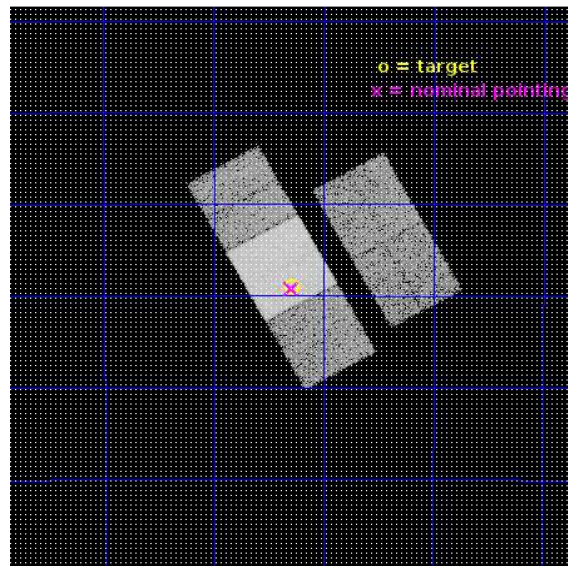 o = target
x = nominal pointing